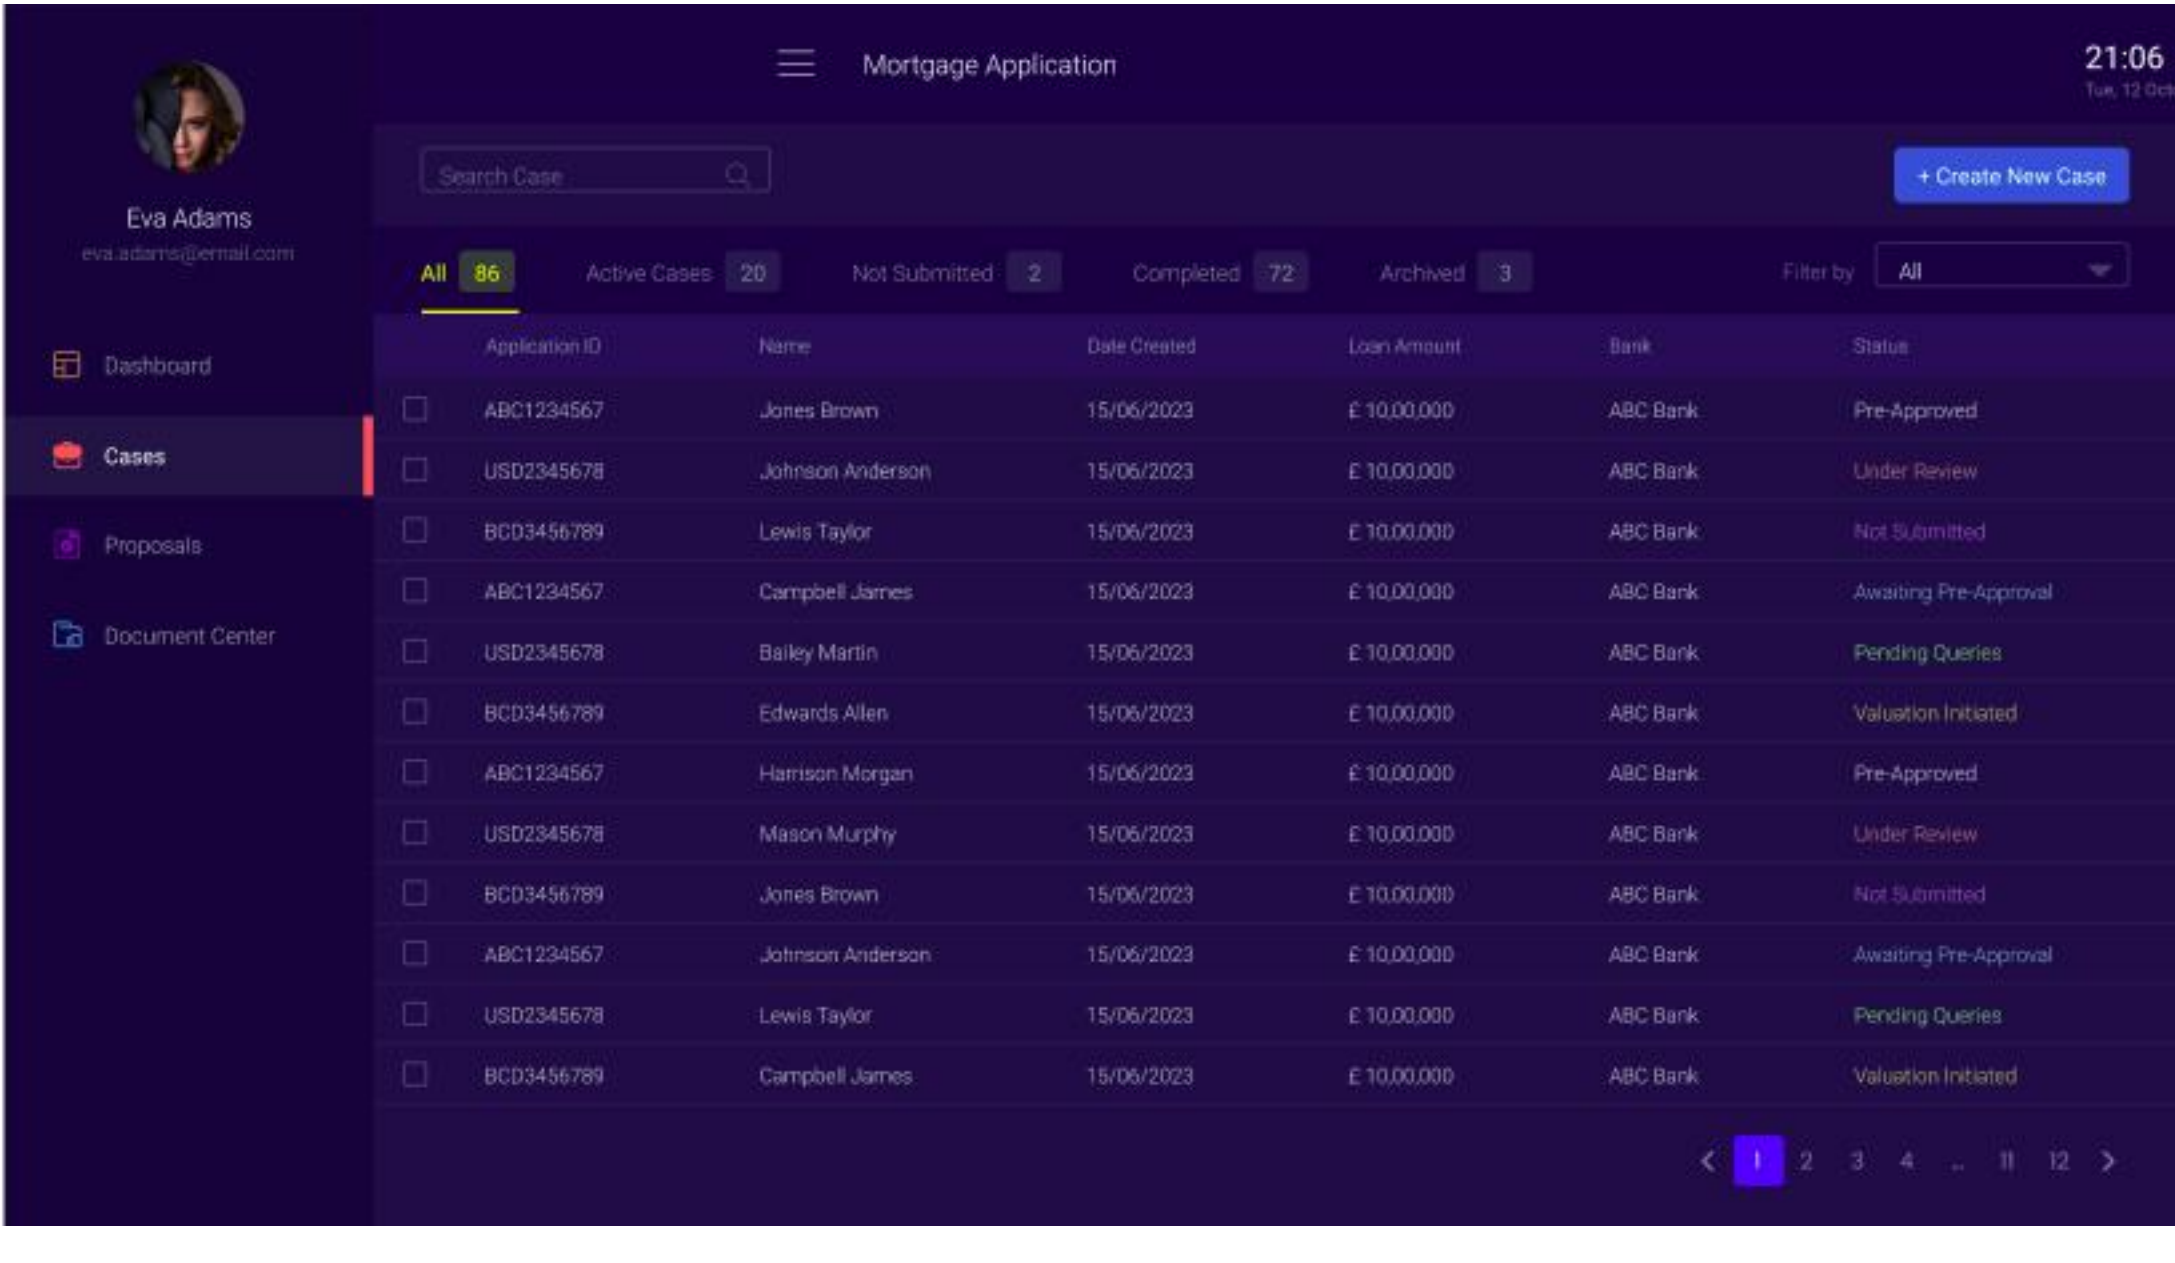 Mortgage Application
21:06
Tue, 12 Oct
Eva Adams
eva.adams@email.com
Dashboard
Cases
Proposals
Document Center
Search Case
+ Create New Case
All 86 Active Cases 20 Not Submitted 2 Completed 72 Archived 3 Filter by All
Application ID Name Date Created Loan Amount Bank Status
ABC1234567 Jones Brown 15/06/2023 £ 10,00,000 ABC Bank Pre-Approved
USD2345678 Johnson Anderson 15/06/2023 £ 10,00,000 ABC Bank Under Review
BCD3456789 Lewis Taylor 15/06/2023 £ 10,00,000 ABC Bank Not Submitted
ABC1234567 Campbell James 15/06/2023 £ 10,00,000 ABC Bank Awaiting Pre-Approval
USD2345678 Bailey Martin 15/06/2023 £ 10,00,000 ABC Bank Pending Queries
BCD3456789 Edwards Allen 15/06/2023 £ 10,00,000 ABC Bank Valuation Initiated
ABC1234567 Harrison Morgan 15/06/2023 £ 10,00,000 ABC Bank Pre-Approved
USD2345678 Mason Murphy 15/06/2023 £ 10,00,000 ABC Bank Under Review
BCD3456789 Jones Brown 15/06/2023 £ 10,00,000 ABC Bank Not Submitted
ABC1234567 Johnson Anderson 15/06/2023 £ 10,00,000 ABC Bank Awaiting Pre-Approval
USD2345678 Lewis Taylor 15/06/2023 £ 10,00,000 ABC Bank Pending Queries
BCD3456789 Campbell James 15/06/2023 £ 10,00,000 ABC Bank Valuation Initiated
< 1 2 3 4 ... 11 12 >